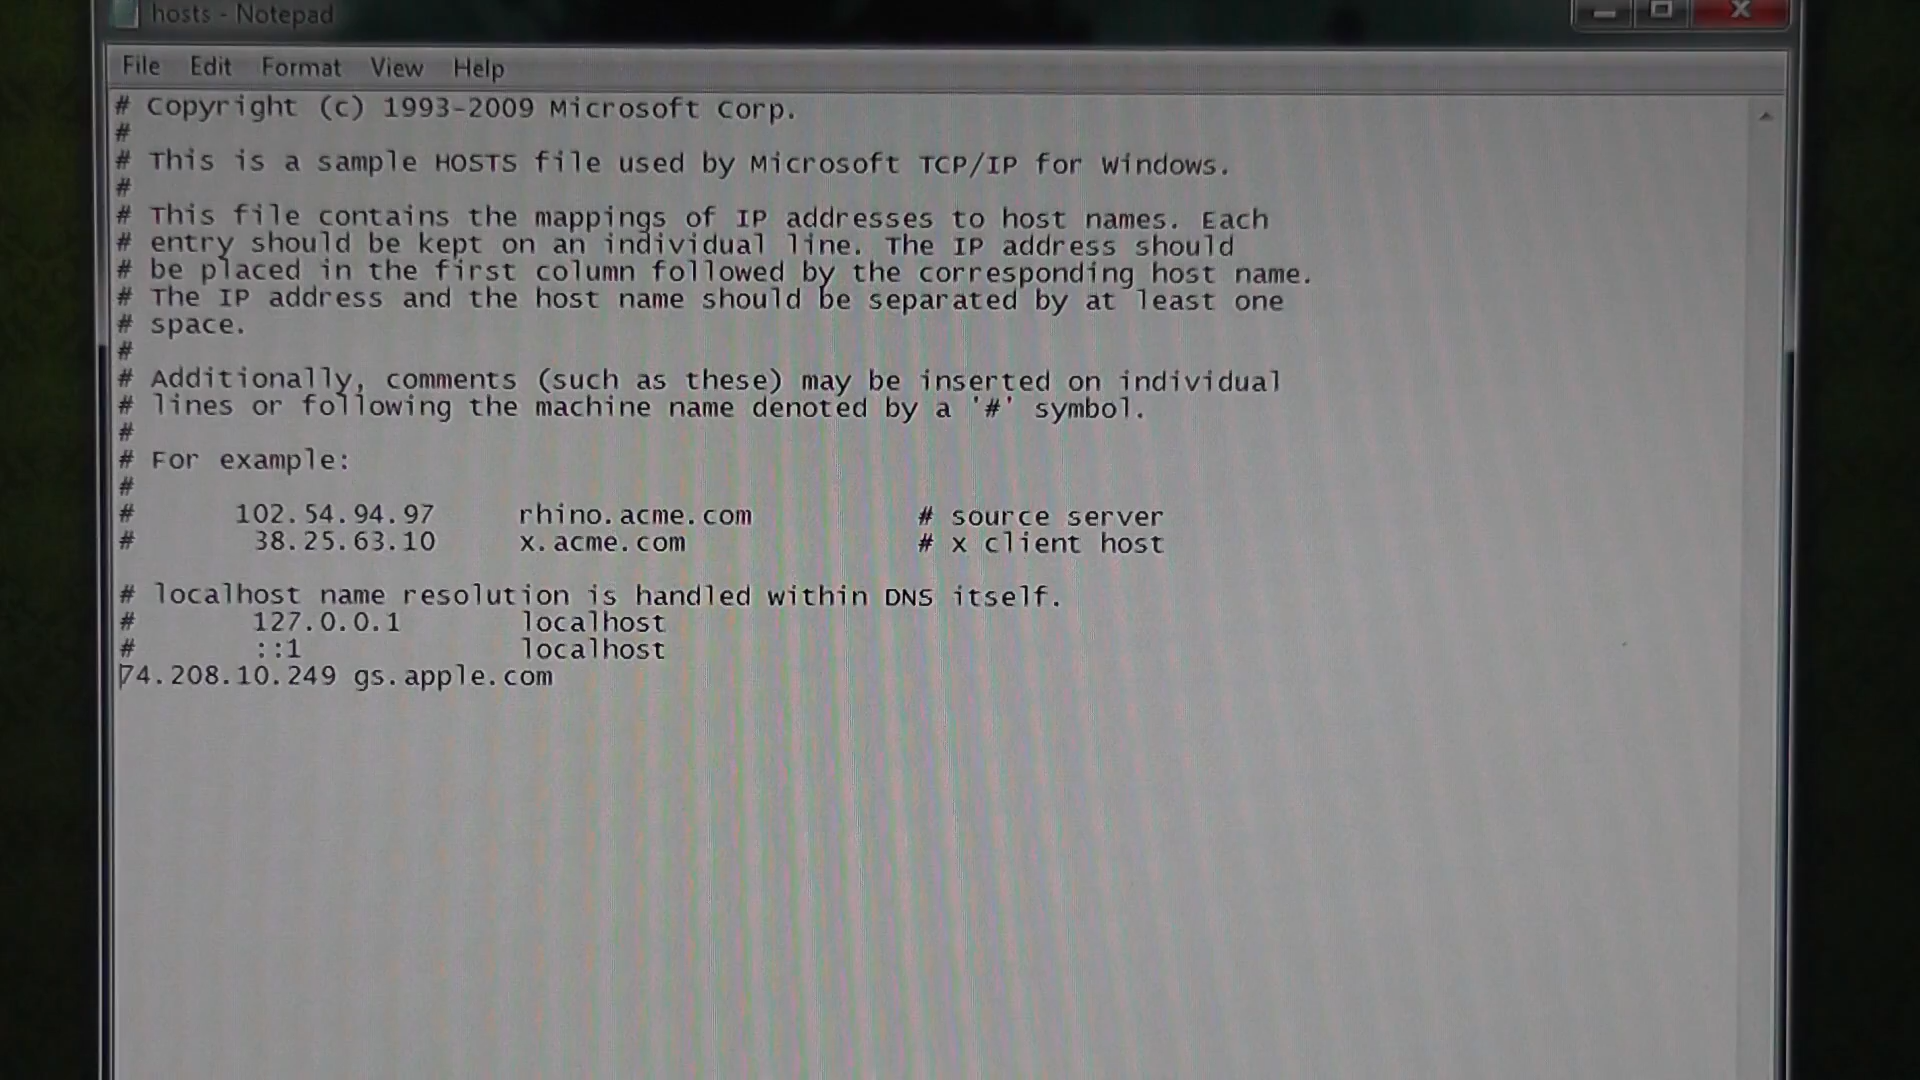 hosts - Notepad
File Edit Format View Help
# Copyright (c) 1993-2009 Microsoft Corp.
#
# This is a sample HOSTS file used by Microsoft TCP/IP for Windows.
#
# This file contains the mappings of IP addresses to host names. Each
# entry should be kept on an individual line. The IP address should
# be placed in the first column followed by the corresponding host name.
# The IP address and the host name should be separated by at least one
# space.
#
# Additionally, comments (such as these) may be inserted on individual
# lines or following the machine name denoted by a '#' symbol.
#
# For example:
#
#      102.54.94.97     rhino.acme.com          # source server
#       38.25.63.10     x.acme.com              # x client host
# localhost name resolution is handled within DNS itself.
#       127.0.0.1       localhost
#       ::1             localhost
74.208.10.249 gs.apple.com